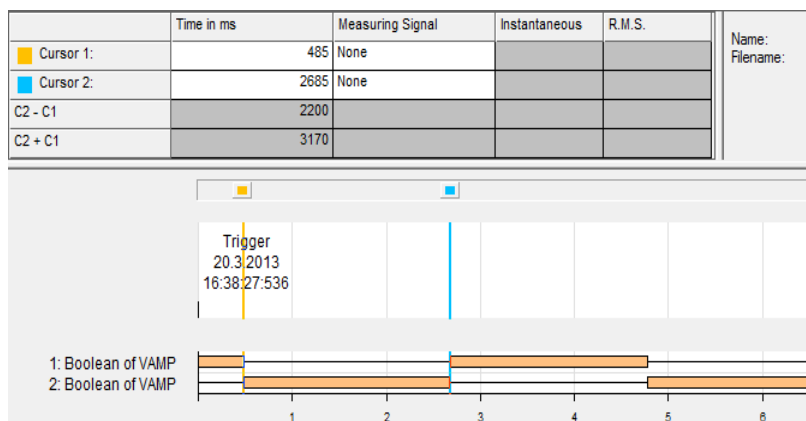 Time in ms Measuring Signal Instantaneous R.M.S.
Cursor 1: 485 None
Cursor 2: 2685 None
C2 - C1 2200
C2 + C1 3170
Name:
Filename:
Trigger
20.3.2013
16:38:27:536
1: Boolean of VAMP
2: Boolean of VAMP
1 2 3 4 5 6